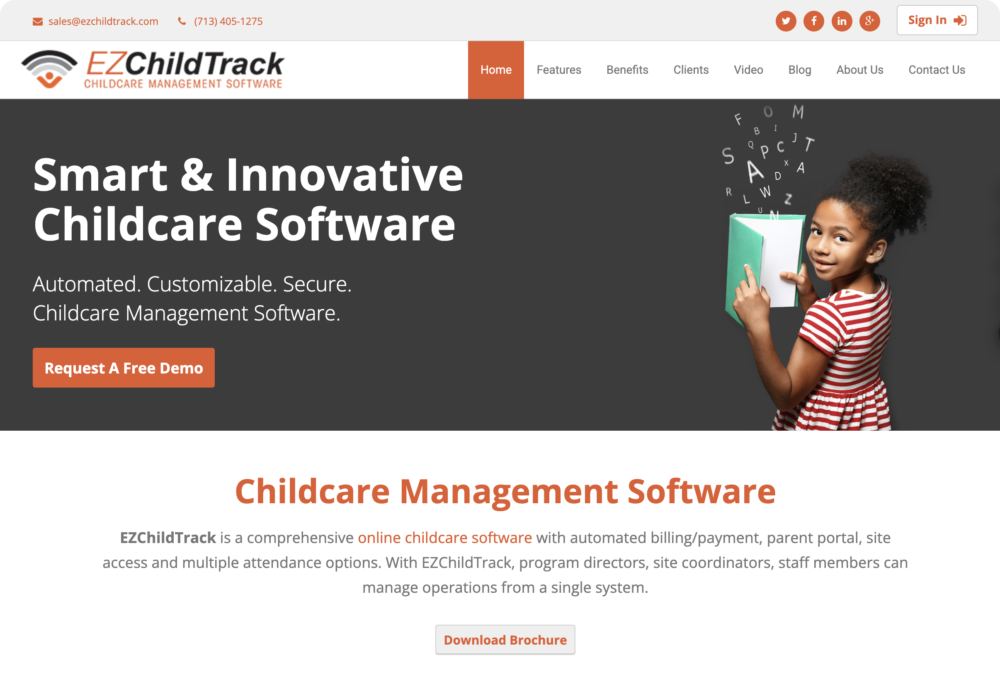 sales@ezchildtrack.com (713) 405-1275
Sign In
EZChildTrack
CHILDCARE MANAGEMENT SOFTWARE
Home Features Benefits Clients Video Blog About Us Contact Us
Smart & Innovative
Childcare Software
Automated. Customizable. Secure.
Childcare Management Software.
Request A Free Demo
F O M
B I
Q P C J T
S
A D X A
R L W Z
U N
Childcare Management Software
EZChildTrack is a comprehensive online childcare software with automated billing/payment, parent portal, site
access and multiple attendance options. With EZChildTrack, program directors, site coordinators, staff members can
manage operations from a single system.
Download Brochure